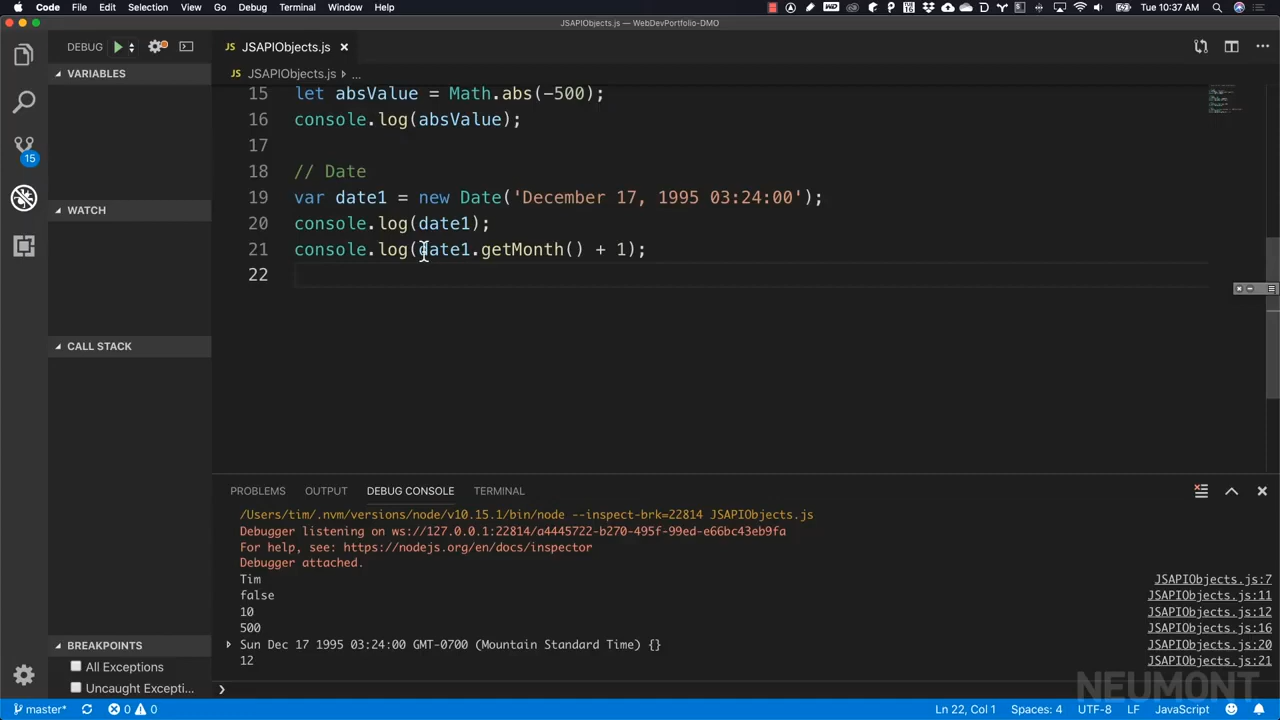 Code File Edit Selection View Go Debug Terminal Window Help Tue 10:37 AM
JSAPIObjects.js — WebDevPortfolio-DMO
DEBUG
JS JSAPIObjects.js
VARIABLES
JS JSAPIObjects.js ...
15 let absValue = Math.abs(-500);
16 console.log(absValue);
17
18 // Date
19 var date1 = new Date('December 17, 1995 03:24:00');
20 console.log(date1);
21 console.log(date1.getMonth() + 1);
22
15
WATCH
CALL STACK
PROBLEMS OUTPUT DEBUG CONSOLE TERMINAL
/Users/tim/.nvm/versions/node/v10.15.1/bin/node --inspect-brk=22814 JSAPIObjects.js
Debugger listening on ws://127.0.0.1:22814/a4445722-b270-495f-99ed-e66bc43eb9fa
For help, see: https://nodejs.org/en/docs/inspector
Debugger attached.
Tim JSAPIObjects.js:7
false JSAPIObjects.js:11
10 JSAPIObjects.js:12
500 JSAPIObjects.js:16
Sun Dec 17 1995 03:24:00 GMT-0700 (Mountain Standard Time) {} JSAPIObjects.js:20
12 JSAPIObjects.js:21
BREAKPOINTS
All Exceptions
Uncaught Excepti...
NEUMONT
master* 0 0 Ln 22, Col 1 Spaces: 4 UTF-8 LF JavaScript